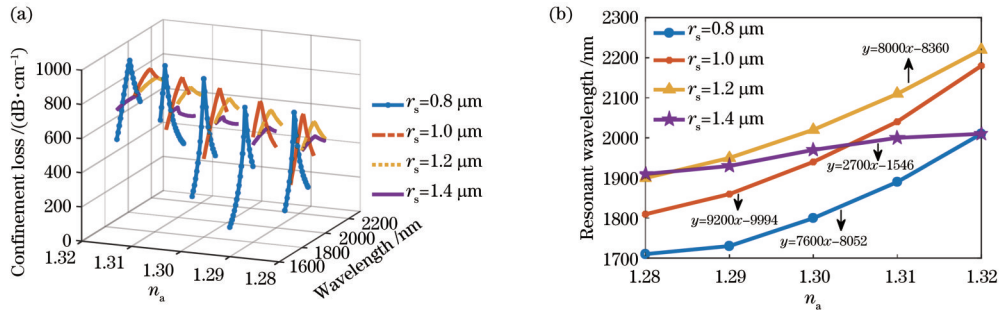 (a)
Confinement loss /(dB·cm⁻¹)
1000
800
600
400
200
0
1.32
1.31
1.30
1.29
1.28
nₐ
1600
1800
2000
2200
Wavelength /nm
rₛ=0.8 μm
rₛ=1.0 μm
rₛ=1.2 μm
rₛ=1.4 μm
(b)
Resonant wavelength /nm
2300
2200
2100
2000
1900
1800
1700
1.28
1.29
1.30
1.31
1.32
nₐ
rₛ=0.8 μm
rₛ=1.0 μm
rₛ=1.2 μm
rₛ=1.4 μm
y=8000x−8360
y=2700x−1546
y=9200x−9994
y=7600x−8052